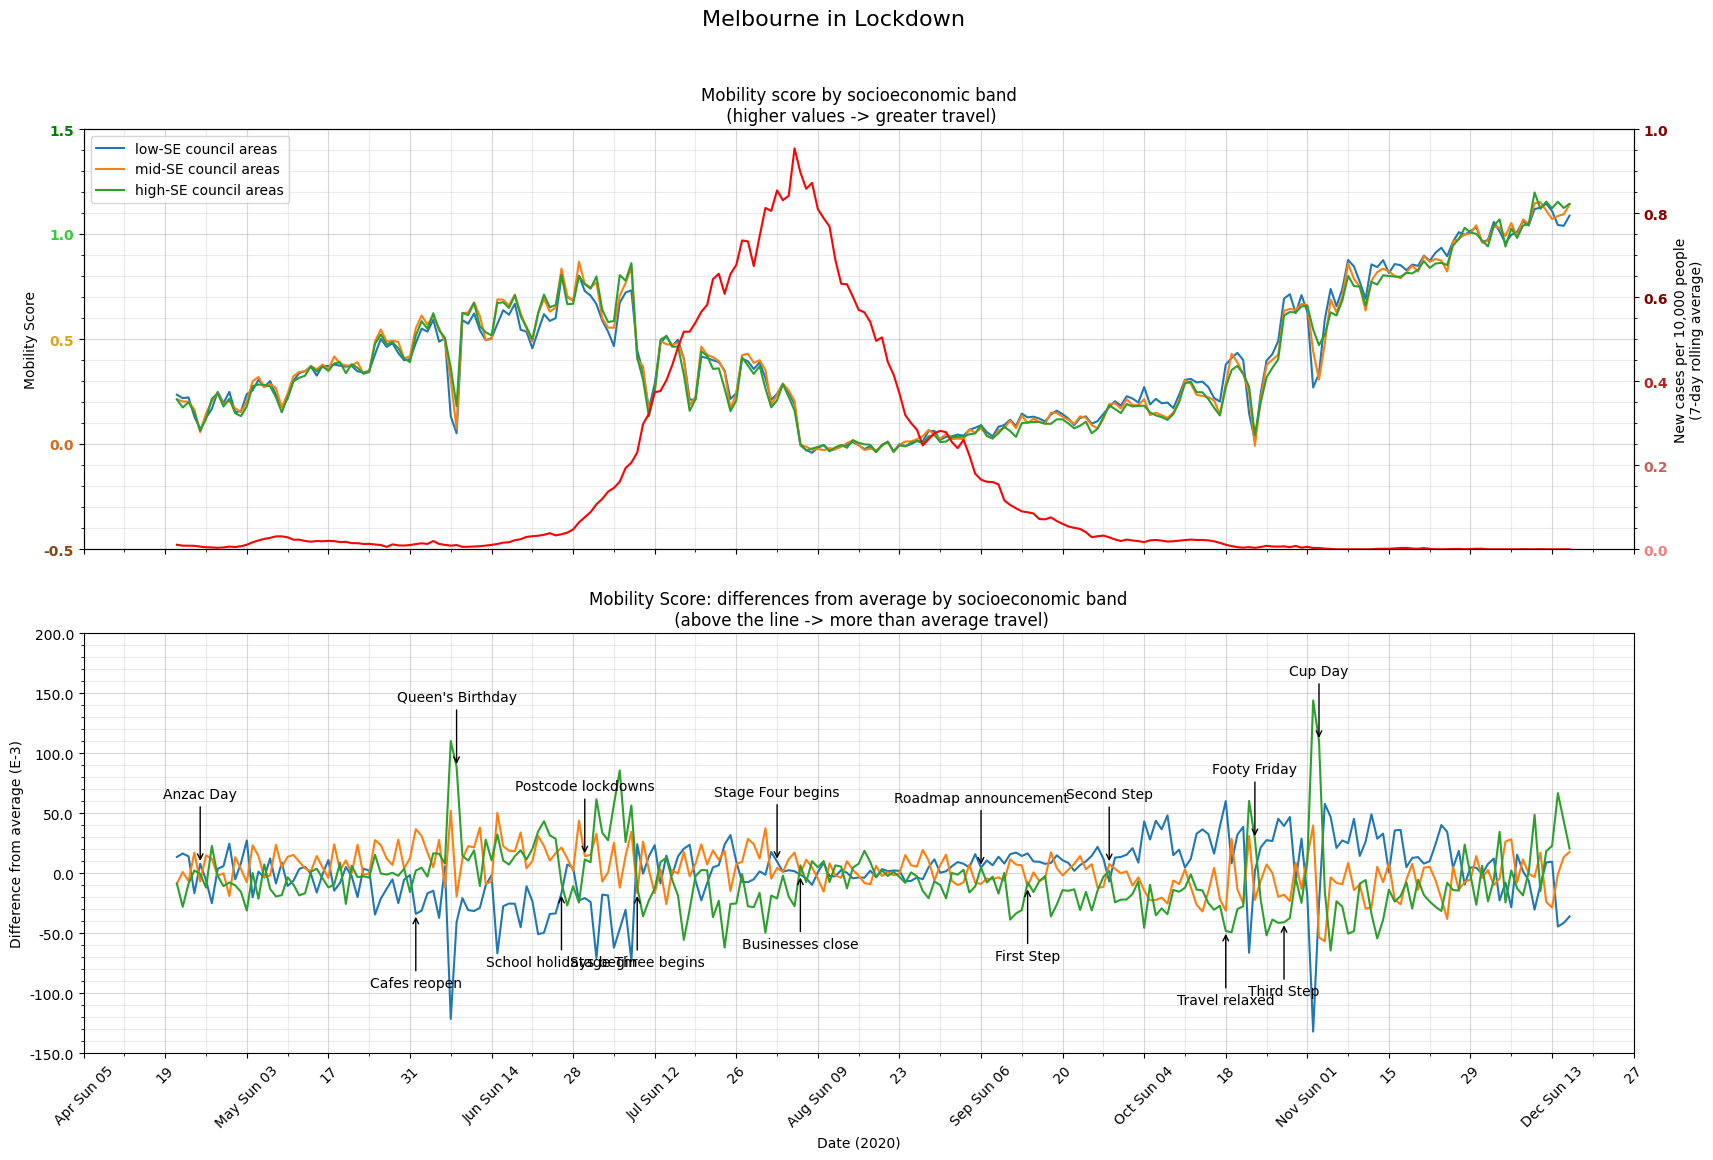 Melbourne in Lockdown
Mobility score by socioeconomic band
(higher values -> greater travel)
1.5
1.0
0.5
0.0
-0.5
Mobility Score
low-SE council areas
mid-SE council areas
high-SE council areas
1.0
0.8
0.6
0.4
0.2
0.0
New cases per 10,000 people
(7-day rolling average)
Mobility Score: differences from average by socioeconomic band
(above the line -> more than average travel)
200.0
150.0
100.0
50.0
0.0
-50.0
-100.0
-150.0
Difference from average (E-3)
Cup Day
Queen's Birthday
Footy Friday
Postcode lockdowns
Anzac Day
Stage Four begins
Roadmap announcement
Second Step
Businesses close
First Step
School holidays begin
Stage Three begins
Cafes reopen
Third Step
Travel relaxed
Apr Sun 05
19
May Sun 03
17
31
Jun Sun 14
28
Jul Sun 12
26
Aug Sun 09
23
Sep Sun 06
20
Oct Sun 04
18
Nov Sun 01
15
29
Dec Sun 13
27
Date (2020)